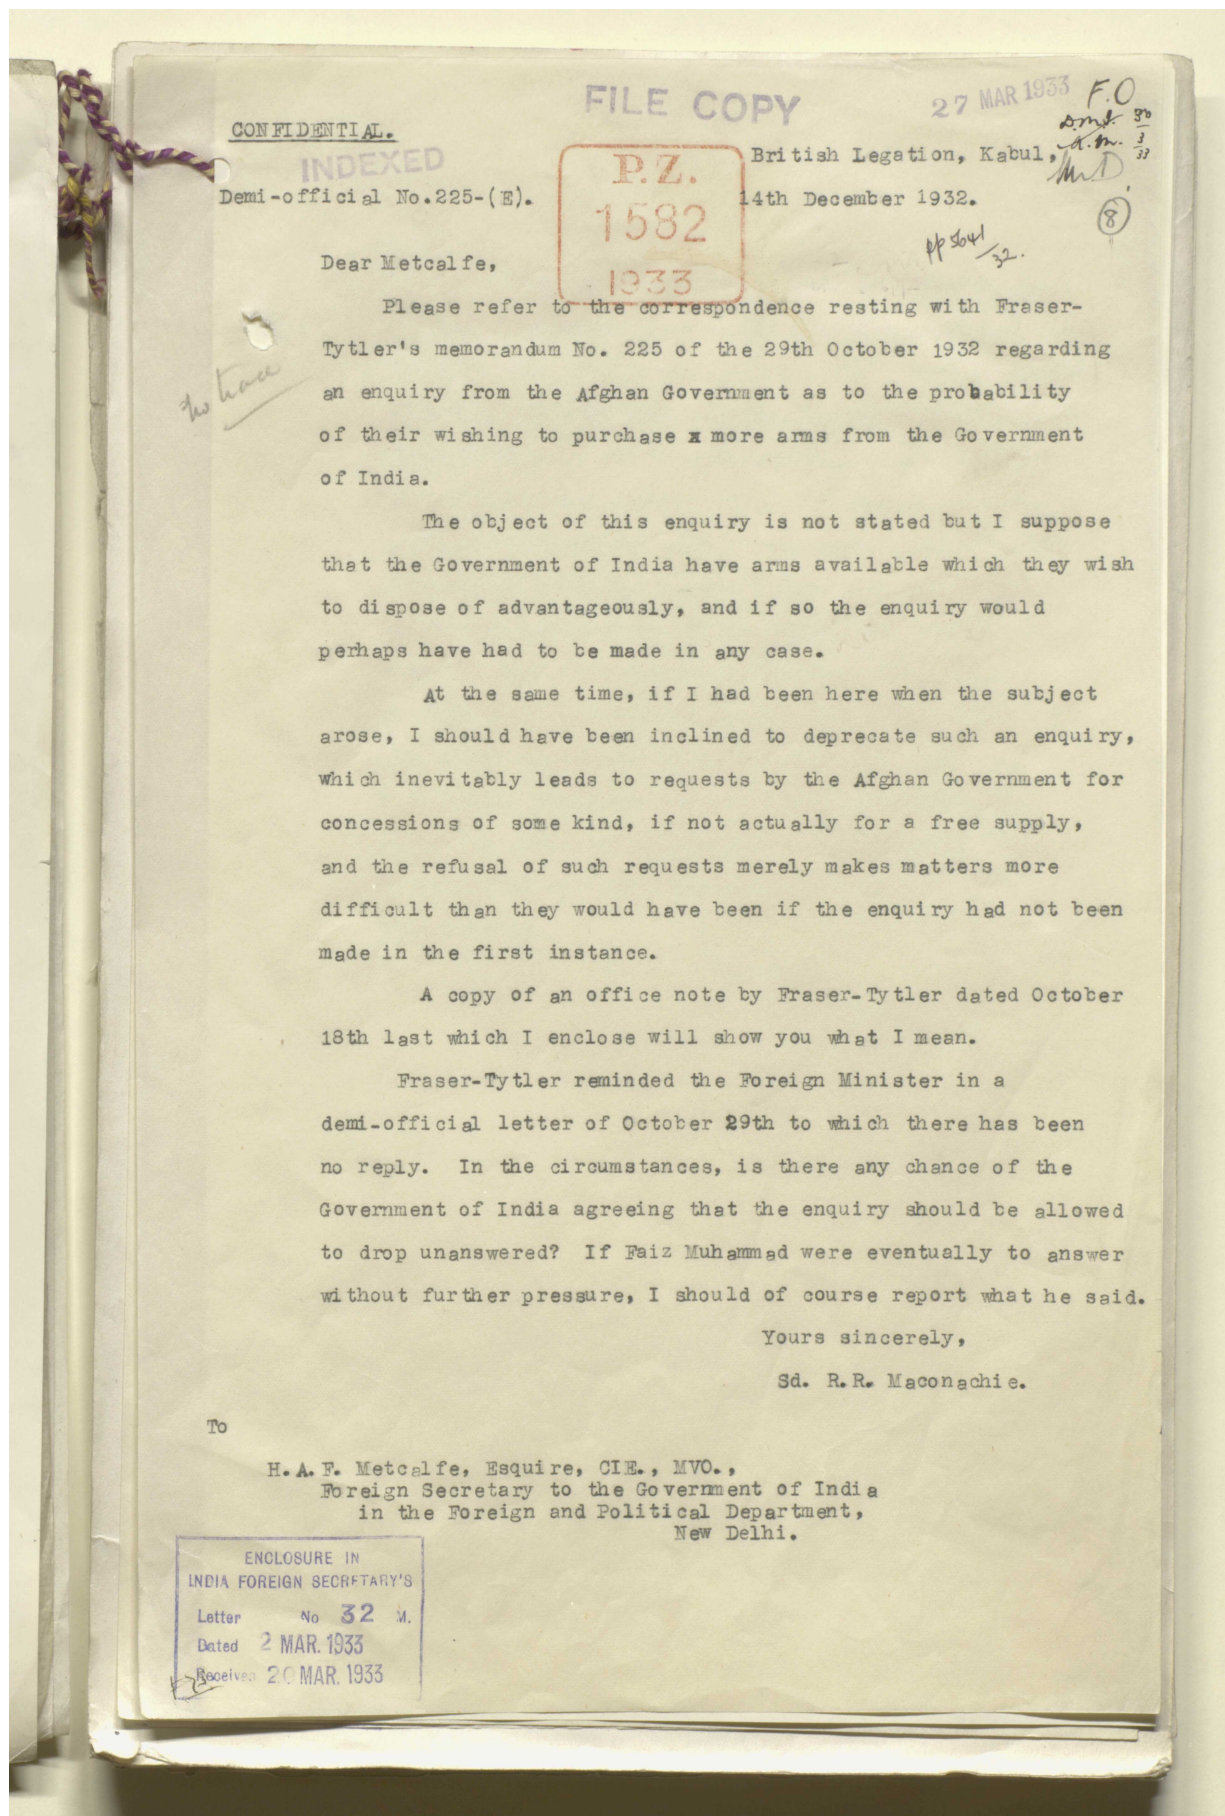 FILE COPY
27 MAR 1933
F.O
CONFIDENTIAL.
INDEXED
P.Z.
1582
1933
British Legation, Kabul,
Demi-official No.225-(E).
14th December 1932.
8
Dear Metcalfe,
Please refer to the correspondence resting with Fraser-
Tytler's memorandum No. 225 of the 29th October 1932 regarding
an enquiry from the Afghan Government as to the probability
of their wishing to purchase x more arms from the Government
of India.
No trace
The object of this enquiry is not stated but I suppose
that the Government of India have arms available which they wish
to dispose of advantageously, and if so the enquiry would
perhaps have had to be made in any case.
At the same time, if I had been here when the subject
arose, I should have been inclined to deprecate such an enquiry,
which inevitably leads to requests by the Afghan Government for
concessions of some kind, if not actually for a free supply,
and the refusal of such requests merely makes matters more
difficult than they would have been if the enquiry had not been
made in the first instance.
A copy of an office note by Fraser-Tytler dated October
18th last which I enclose will show you what I mean.
Fraser-Tytler reminded the Foreign Minister in a
demi-official letter of October 29th to which there has been
no reply. In the circumstances, is there any chance of the
Government of India agreeing that the enquiry should be allowed
to drop unanswered? If Faiz Muhammad were eventually to answer
without further pressure, I should of course report what he said.
Yours sincerely,
Sd. R.R. Maconachie.
To
H.A.F. Metcalfe, Esquire, CIE., MVO.,
Foreign Secretary to the Government of India
in the Foreign and Political Department,
New Delhi.
ENCLOSURE IN
INDIA FOREIGN SECRETARY'S
Letter No 32 M.
Dated 2 MAR. 1933
Received 20 MAR. 1933